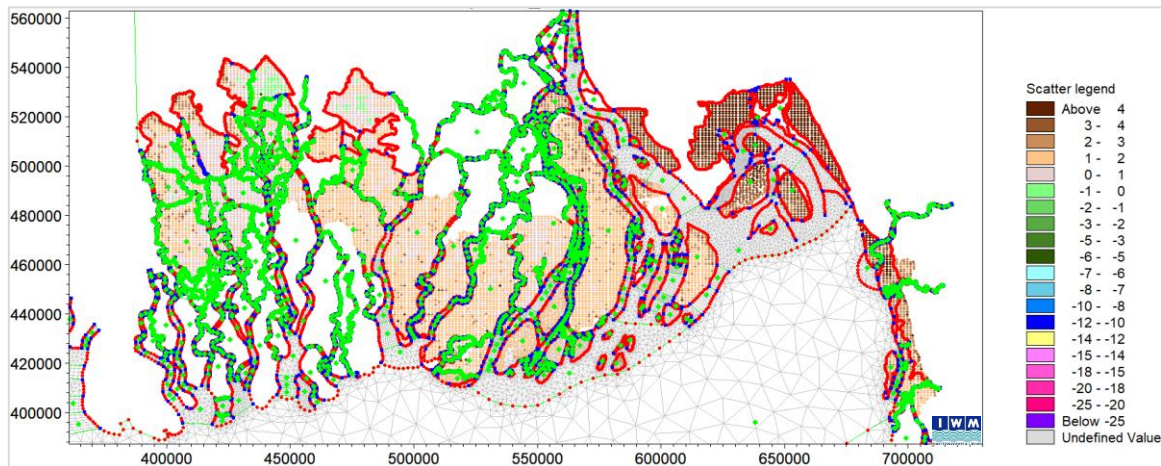 560000
540000
520000
500000
480000
460000
440000
420000
400000
400000 450000 500000 550000 600000 650000 700000
Scatter legend
Above 4
3 - 4
2 - 3
1 - 2
0 - 1
-1 - 0
-2 - -1
-3 - -2
-5 - -3
-6 - -5
-7 - -6
-8 - -7
-10 - -8
-12 - -10
-14 - -12
-15 - -14
-18 - -15
-20 - -18
-25 - -20
Below -25
Undefined Value
IWM